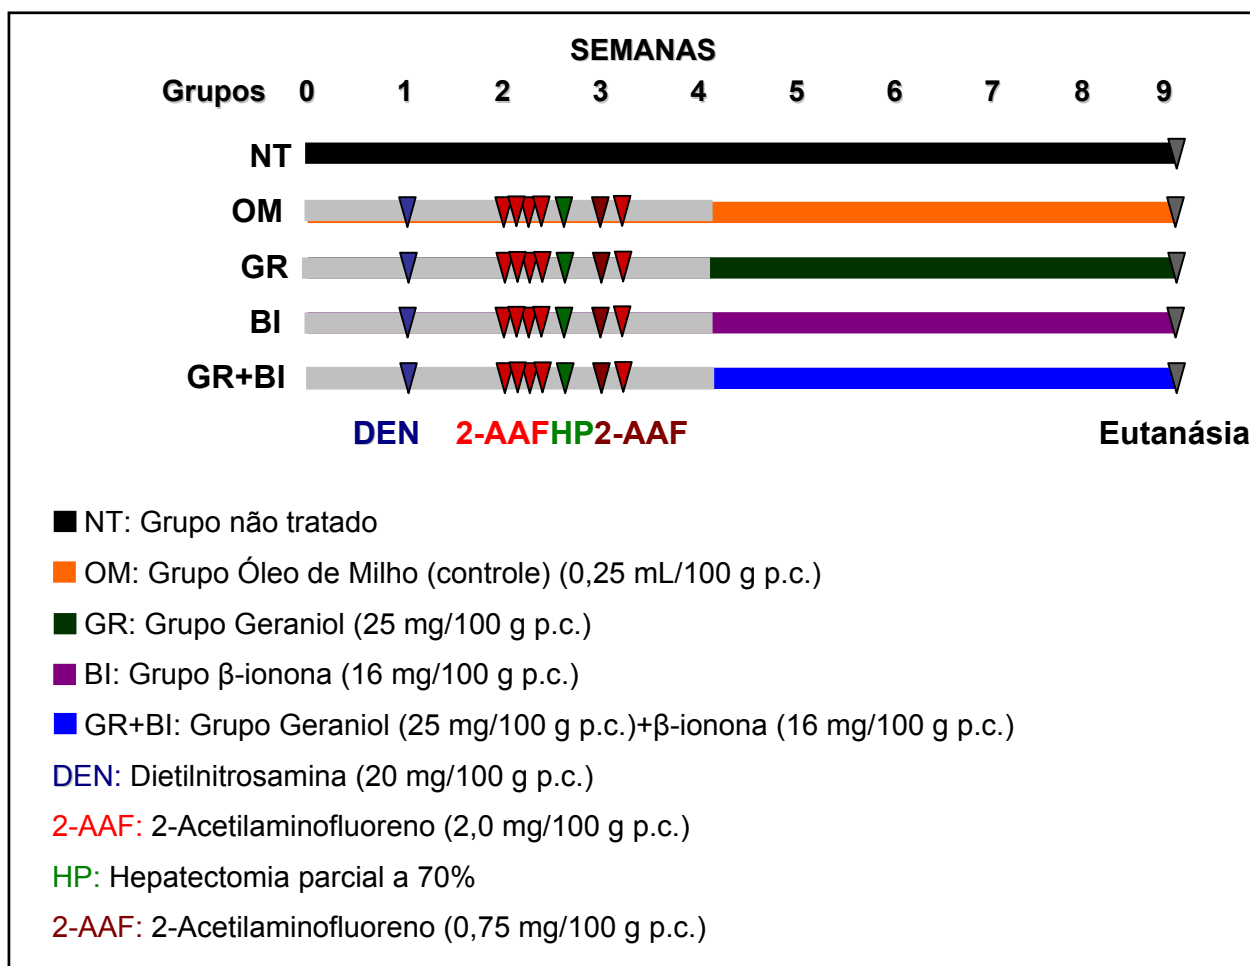 SEMANAS
Grupos 0 1 2 3 4 5 6 7 8 9
NT
OM
GR
BI
GR+BI
DEN 2-AAF HP 2-AAF Eutanásia
NT: Grupo não tratado
OM: Grupo Óleo de Milho (controle) (0,25 mL/100 g p.c.)
GR: Grupo Geraniol (25 mg/100 g p.c.)
BI: Grupo β-ionona (16 mg/100 g p.c.)
GR+BI: Grupo Geraniol (25 mg/100 g p.c.)+β-ionona (16 mg/100 g p.c.)
DEN: Dietilnitrosamina (20 mg/100 g p.c.)
2-AAF: 2-Acetilaminofluoreno (2,0 mg/100 g p.c.)
HP: Hepatectomia parcial a 70%
2-AAF: 2-Acetilaminofluoreno (0,75 mg/100 g p.c.)